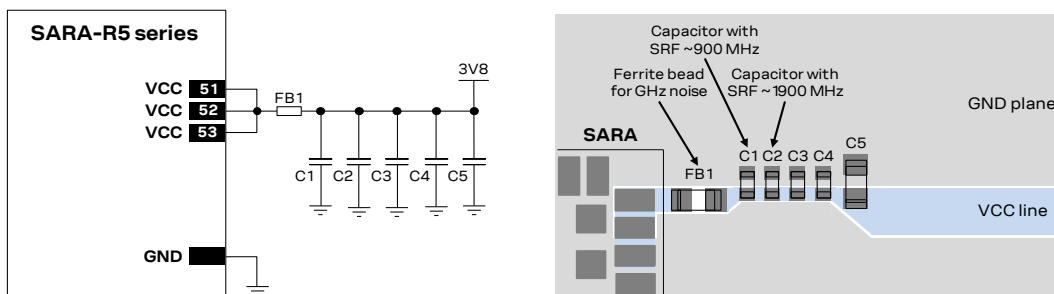 SARA-R5 series
3V8
VCC 51
FB1
VCC 52
VCC 53
C1 C2 C3 C4 C5
GND
Capacitor with
SRF ~900 MHz
Ferrite bead
for GHz noise
Capacitor with
SRF ~1900 MHz
GND plane
SARA
C1 C2 C3 C4 C5
FB1
VCC line